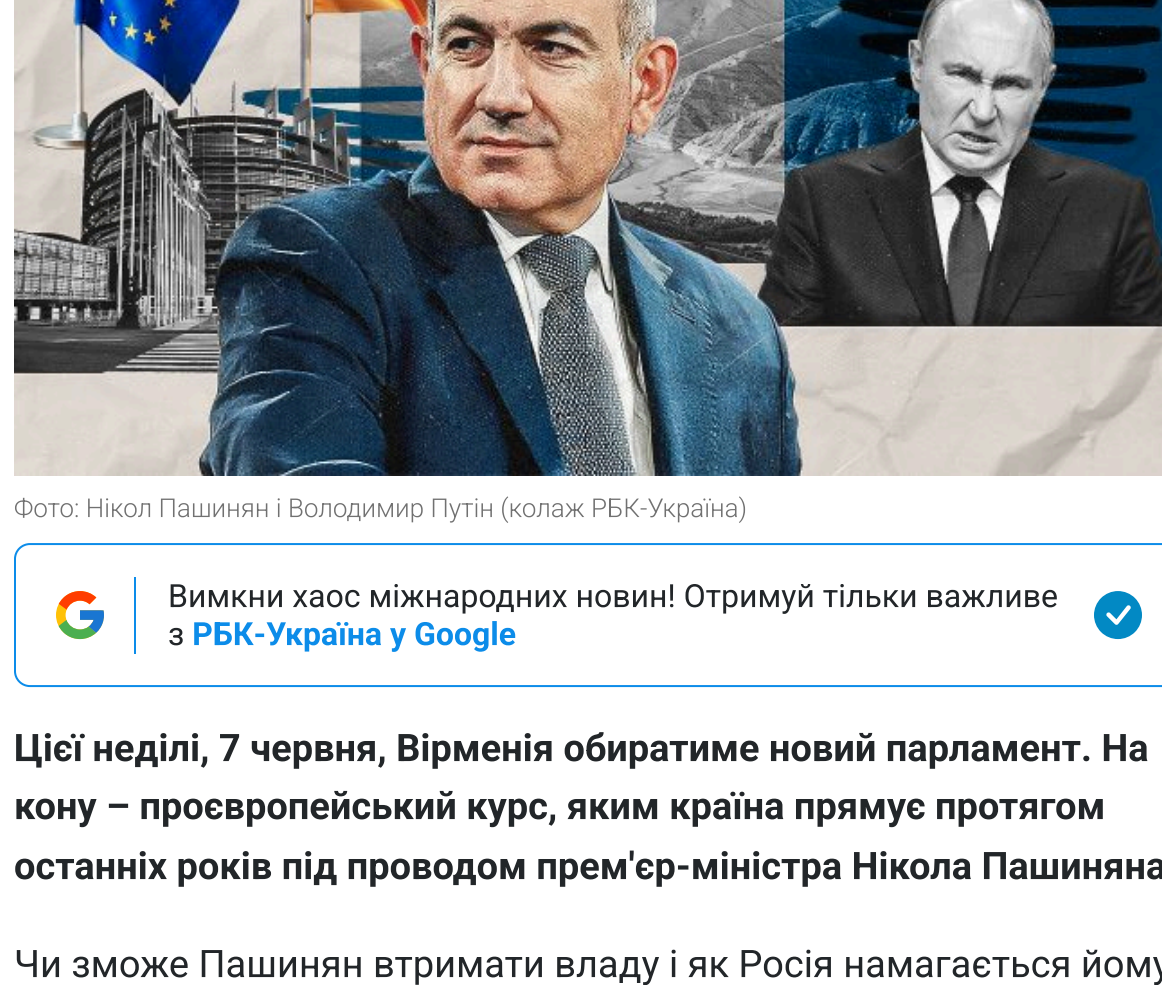 Фото: Нікол Пашинян і Володимир Путін (колаж РБК-Україна)
Вимкни хаос міжнародних новин! Отримуй тільки важливе
з РБК-Україна у Google
Цієї неділі, 7 червня, Вірменія обиратиме новий парламент. На
кону – проєвропейський курс, яким країна прямує протягом
останніх років під проводом прем'єр-міністра Нікола Пашиняна
Чи зможе Пашинян втримати владу і як Росія намагається йому